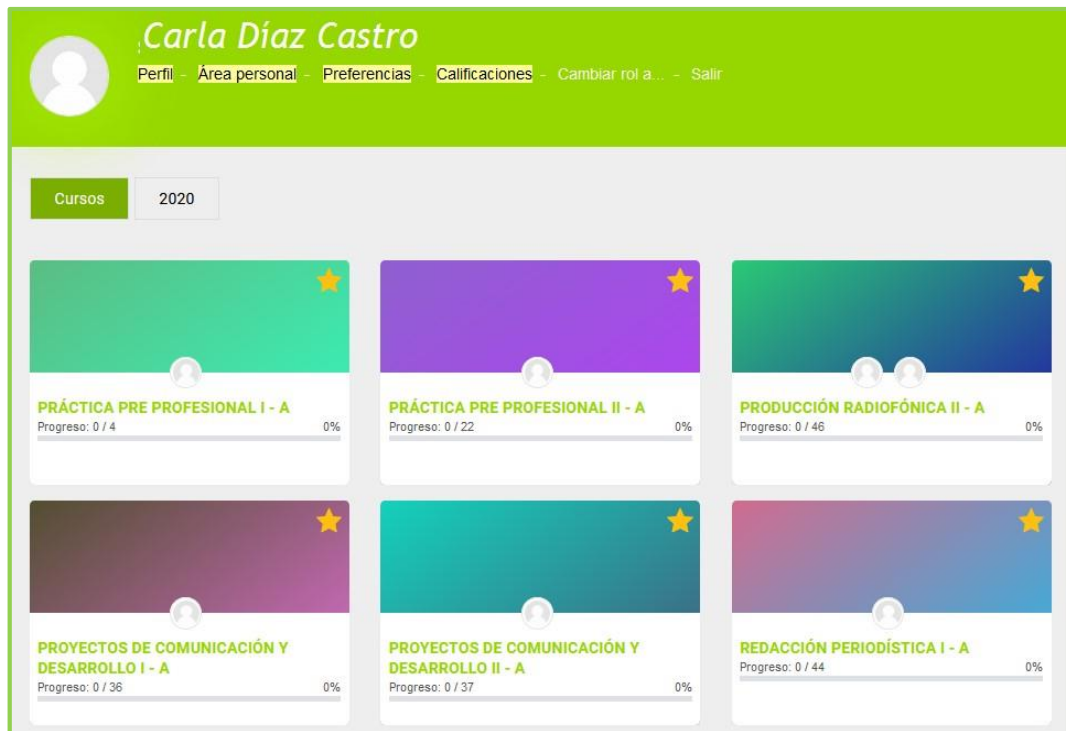 Carla Díaz Castro
Perfil - Área personal - Preferencias - Calificaciones - Cambiar rol a... - Salir
Cursos 2020
PRÁCTICA PRE PROFESIONAL I - A
Progreso: 0 / 4 0%
PRÁCTICA PRE PROFESIONAL II - A
Progreso: 0 / 22 0%
PRODUCCIÓN RADIOFÓNICA II - A
Progreso: 0 / 46 0%
PROYECTOS DE COMUNICACIÓN Y
DESARROLLO I - A
Progreso: 0 / 36 0%
PROYECTOS DE COMUNICACIÓN Y
DESARROLLO II - A
Progreso: 0 / 37 0%
REDACCIÓN PERIODÍSTICA I - A
Progreso: 0 / 44 0%